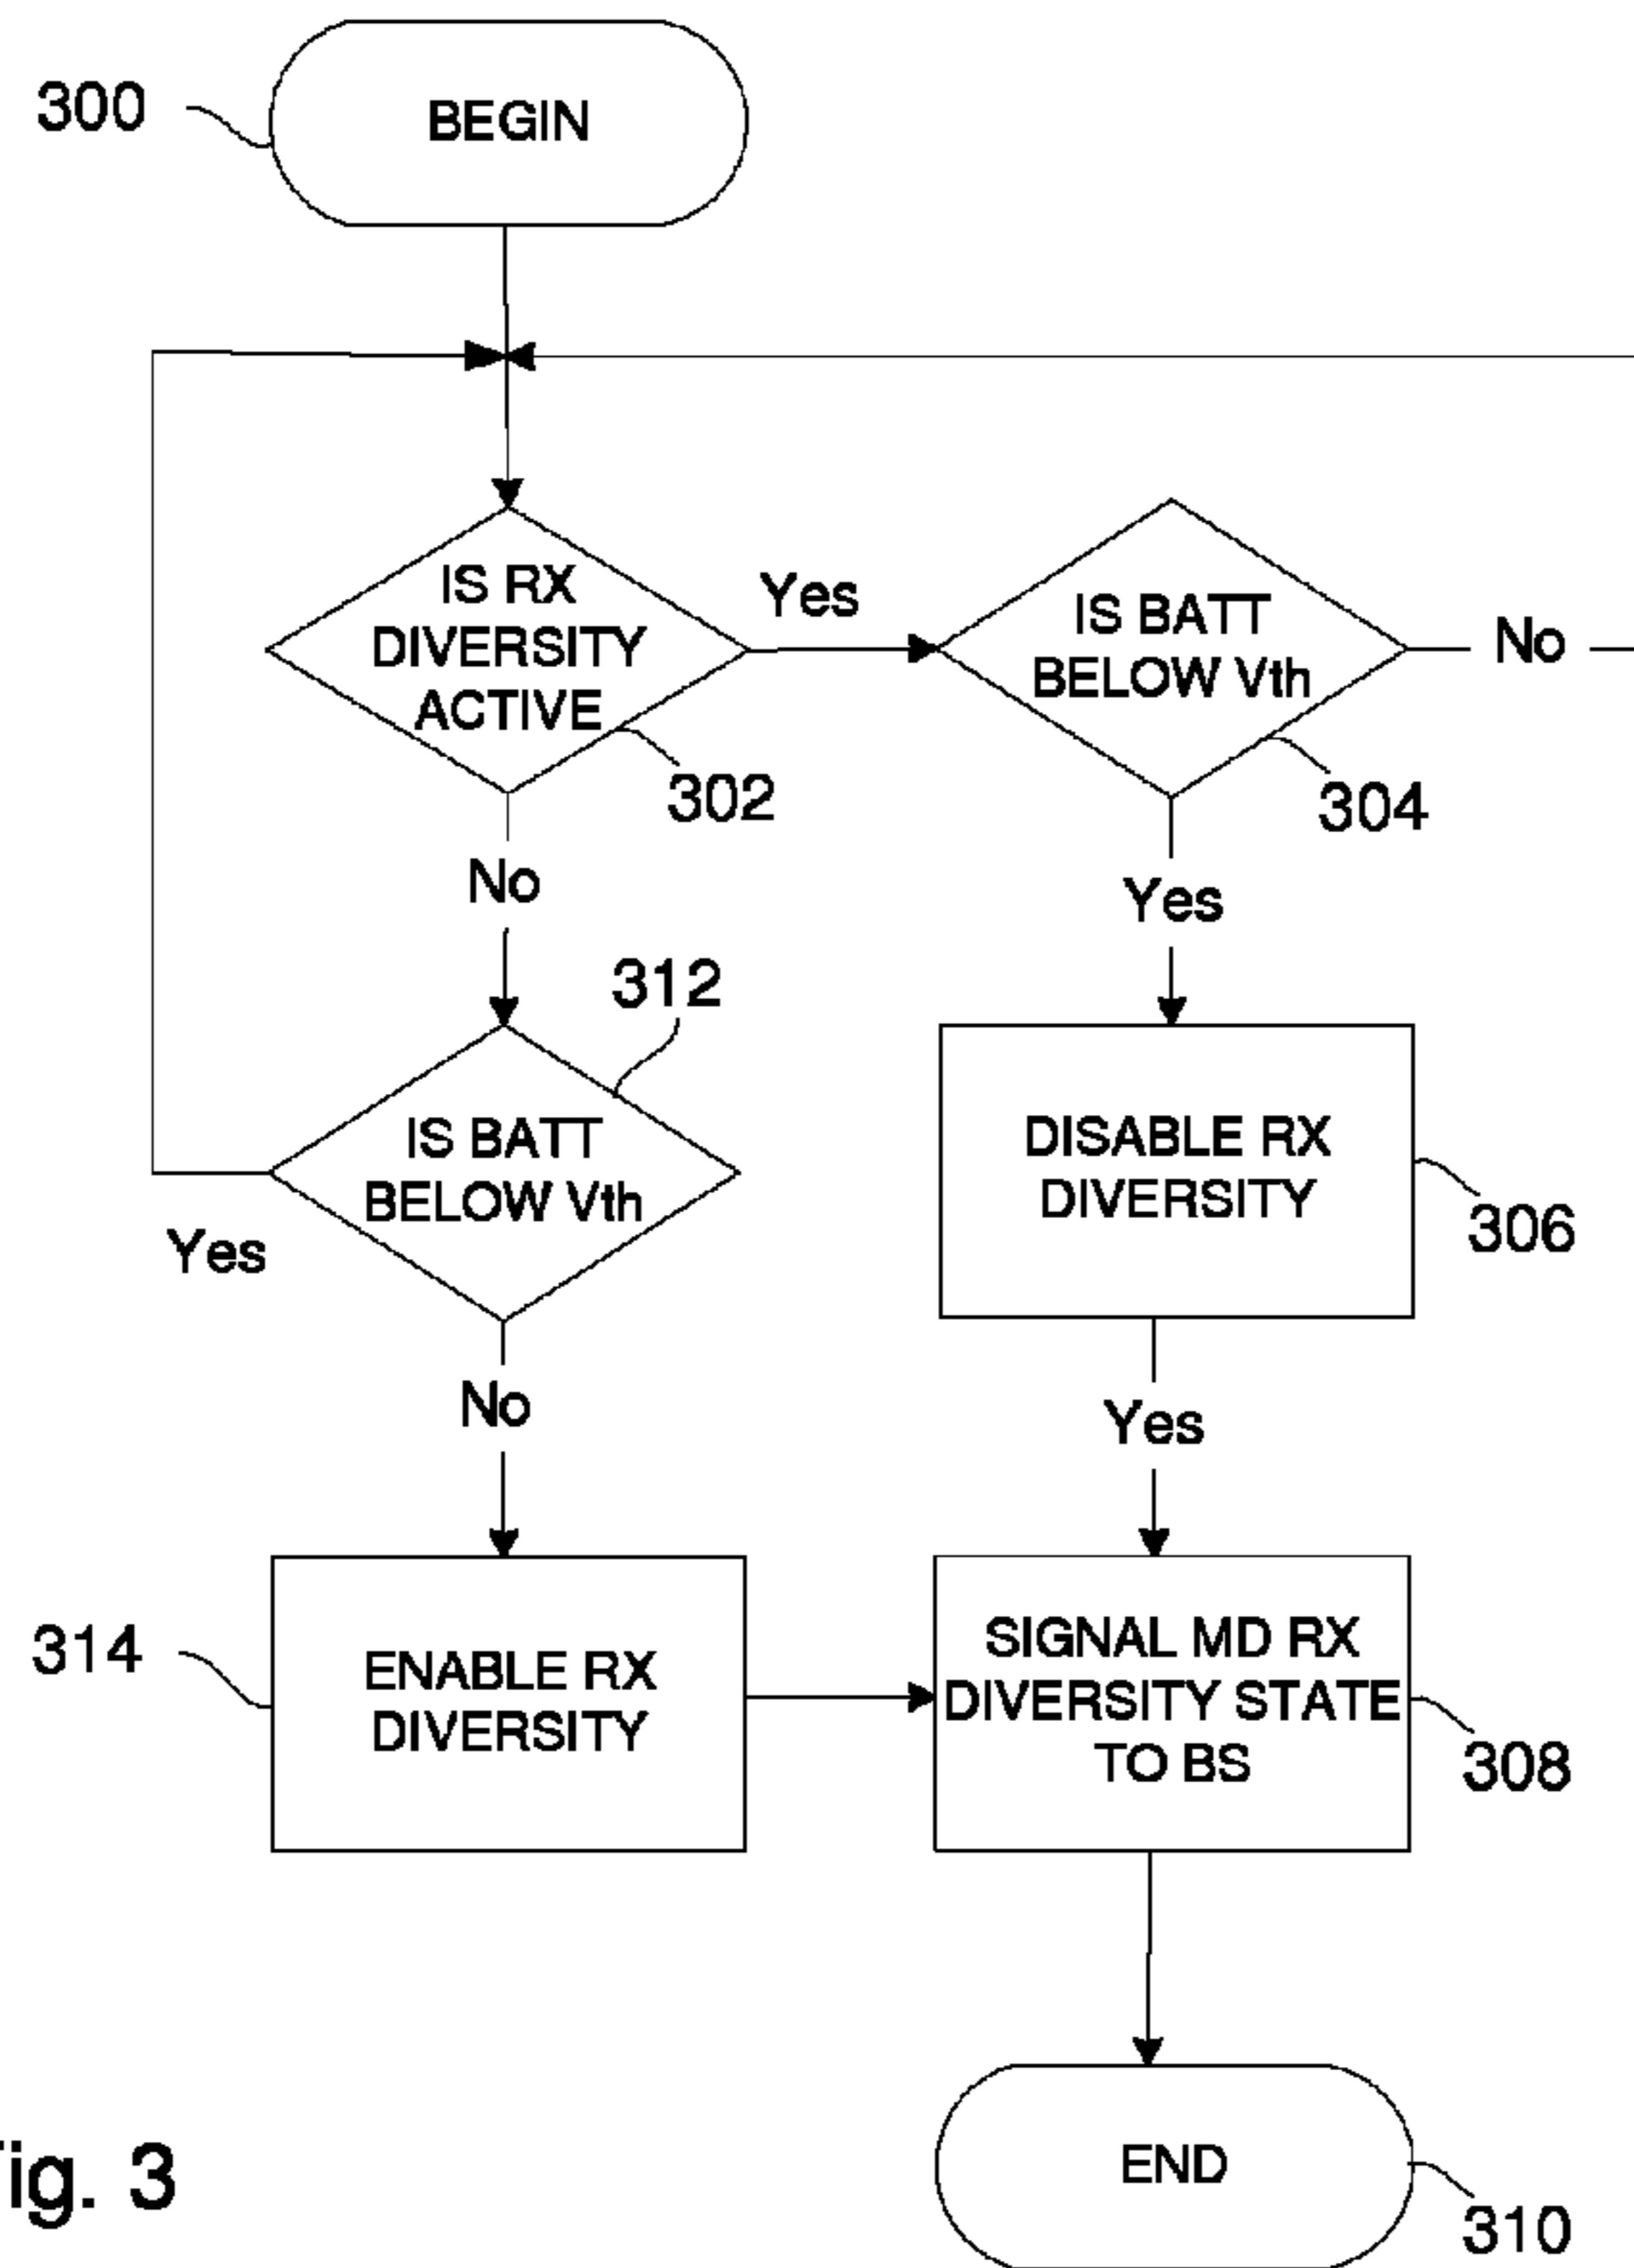 300
BEGIN
IS RX
DIVERSITY
ACTIVE
302
Yes
IS BATT
BELOW Vth
304
No
No
Yes
312
IS BATT
BELOW Vth
Yes
DISABLE RX
DIVERSITY
306
No
Yes
314
ENABLE RX
DIVERSITY
SIGNAL MD RX
DIVERSITY STATE
TO BS
308
END
310
ig. 3